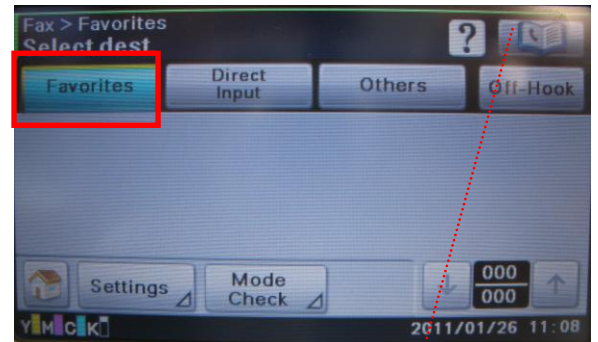 Fax > Favorites
Select dest
?
Favorites
Direct
Input
Others
Off-Hook
Settings
Mode
Check
000
000
Y M C K
2011/01/26 11:08